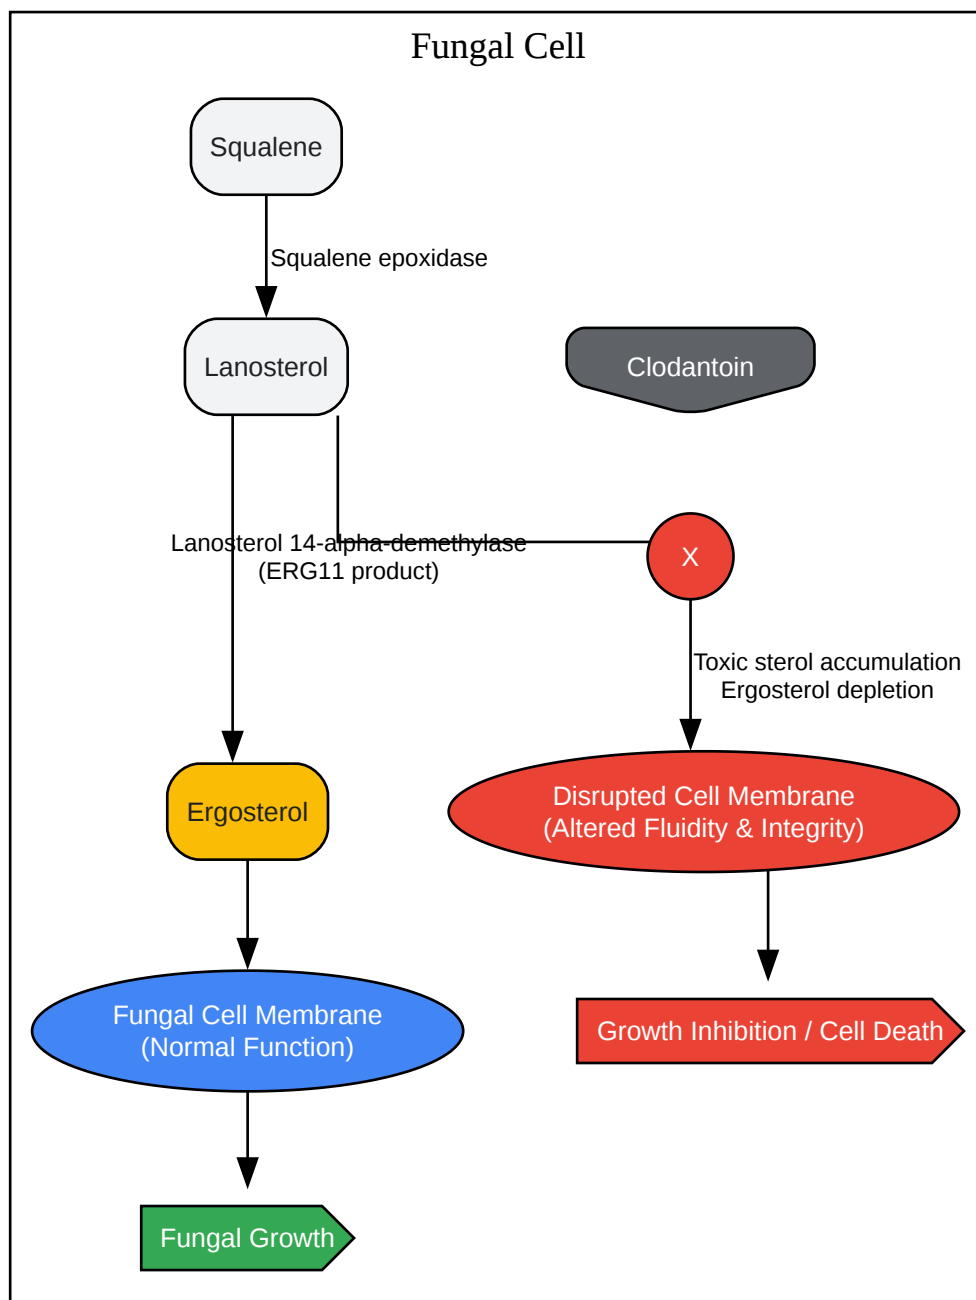 Fungal Cell
Squalene
Squalene epoxidase
Lanosterol
Clodantoin
Lanosterol 14-alpha-demethylase
(ERG11 product)
X
Toxic sterol accumulation
Ergosterol depletion
Ergosterol
Disrupted Cell Membrane
(Altered Fluidity & Integrity)
Fungal Cell Membrane
(Normal Function)
Growth Inhibition / Cell Death
Fungal Growth